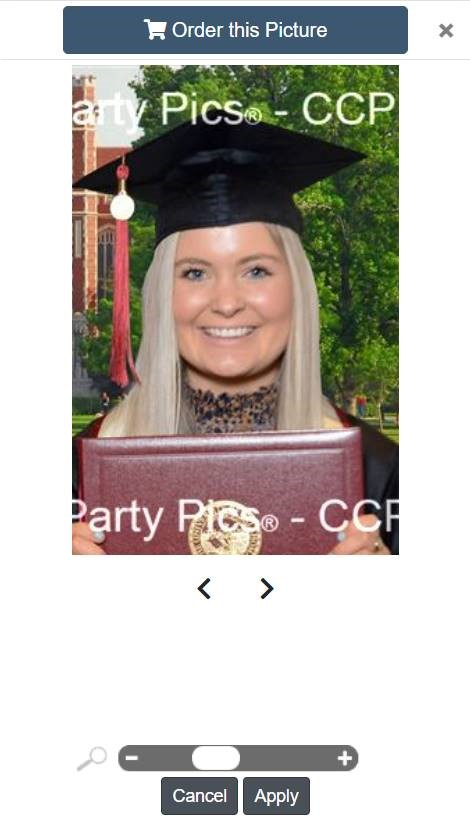 Order this Picture
arty Pics® - CCP
Party Pics® - CCP
Cancel
Apply